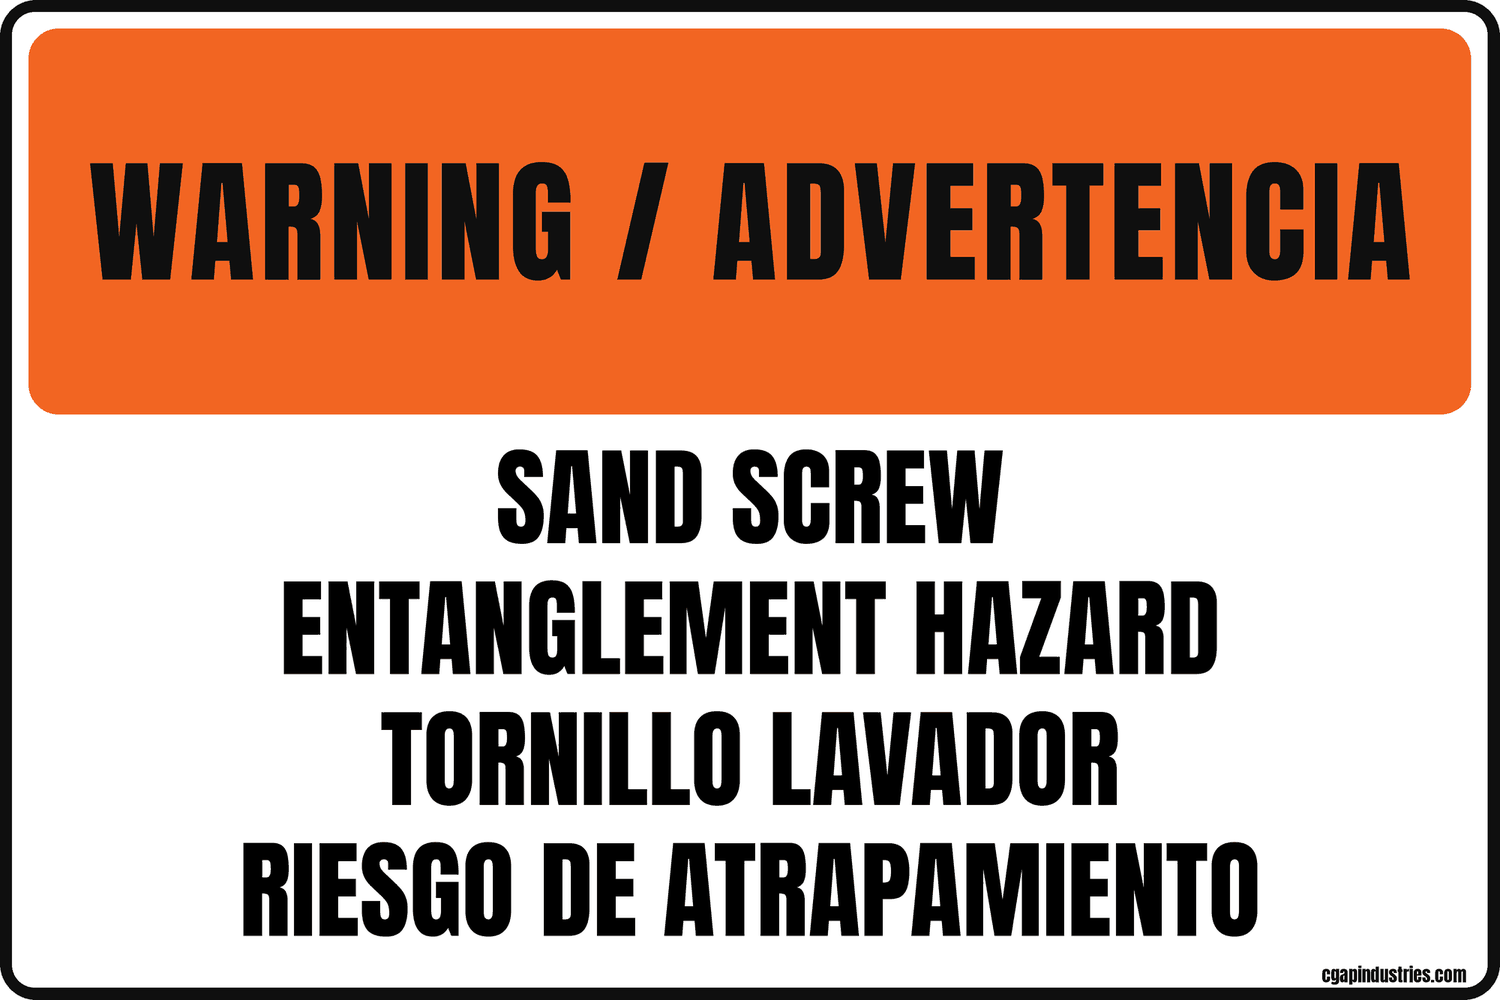 WARNING / ADVERTENCIA
SAND SCREW
ENTANGLEMENT HAZARD
TORNILLO LAVADOR
RIESGO DE ATRAPAMIENTO
cgapindustries.com